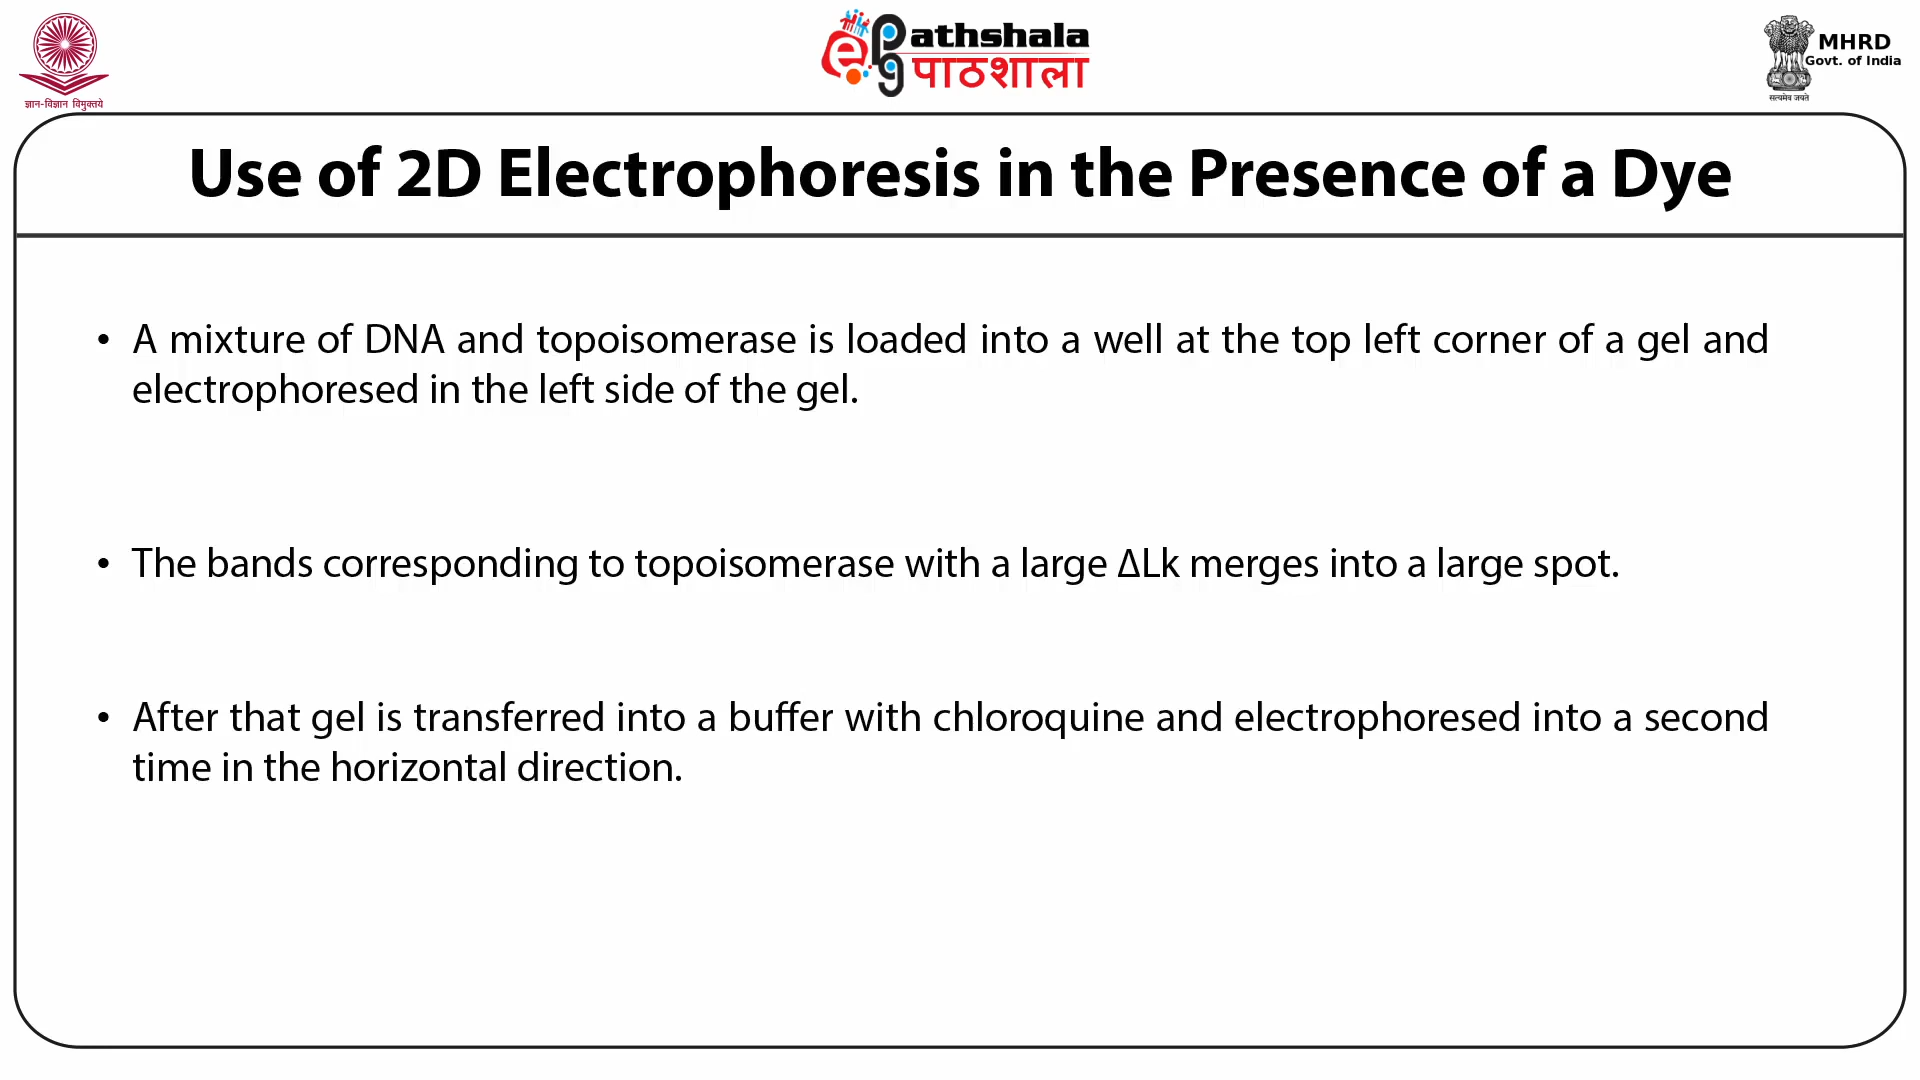 ज्ञान-विज्ञान विमुक्तये
ePg
athshala
पाठशाला
MHRD
Govt. of India
सत्यमेव जयते
Use of 2D Electrophoresis in the Presence of a Dye
• A mixture of DNA and topoisomerase is loaded into a well at the top left corner of a gel and
electrophoresed in the left side of the gel.
• The bands corresponding to topoisomerase with a large ΔLk merges into a large spot.
• After that gel is transferred into a buffer with chloroquine and electrophoresed into a second
time in the horizontal direction.